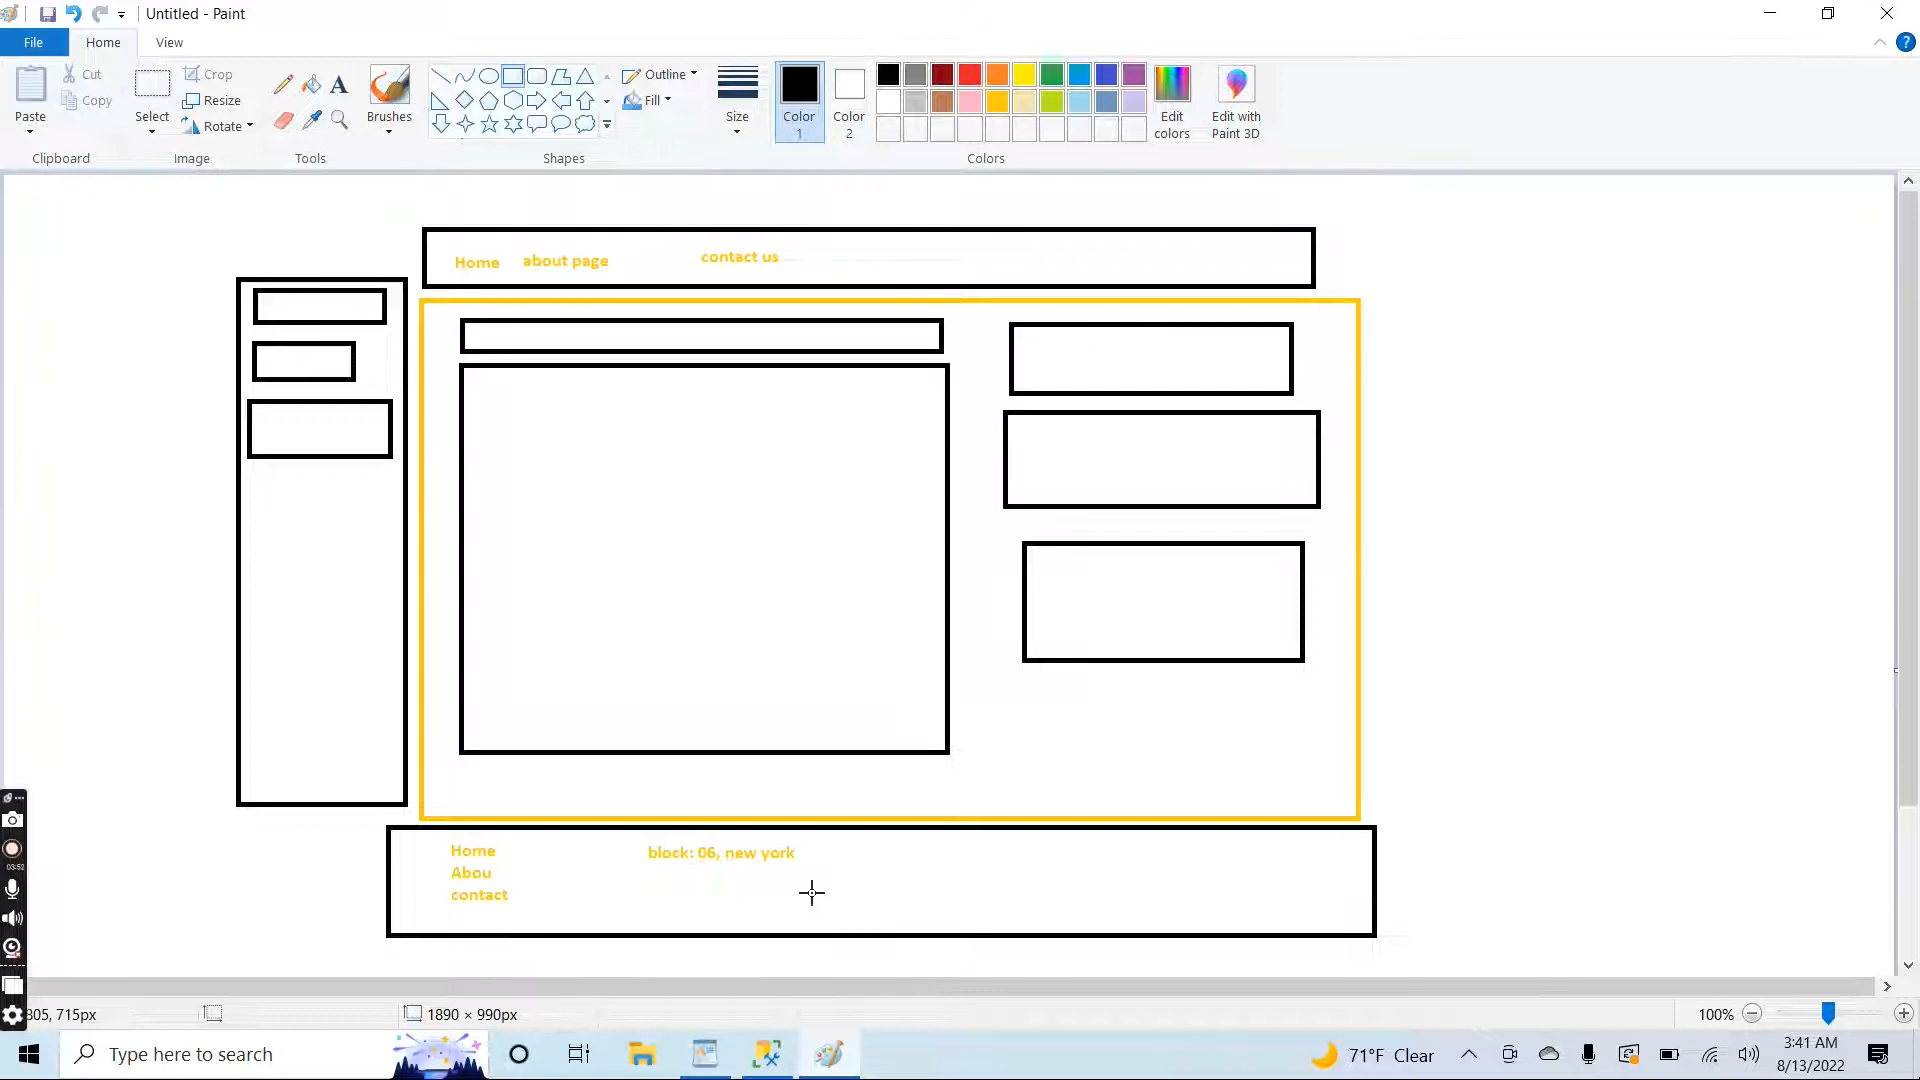 Untitled - Paint
File
Home
View
Paste
Cut
Copy
Clipboard
Select
Crop
Resize
Rotate
Image
A
Tools
Brushes
Shapes
Outline
Fill
Size
Color
1
Color
2
Edit
colors
Edit with
Paint 3D
Colors
?
Home about page contact us
Home
Abou
contact
block: 06, new york
03:52
805, 715px
1890 × 990px
100%
Type here to search
71°F Clear
3:41 AM
8/13/2022